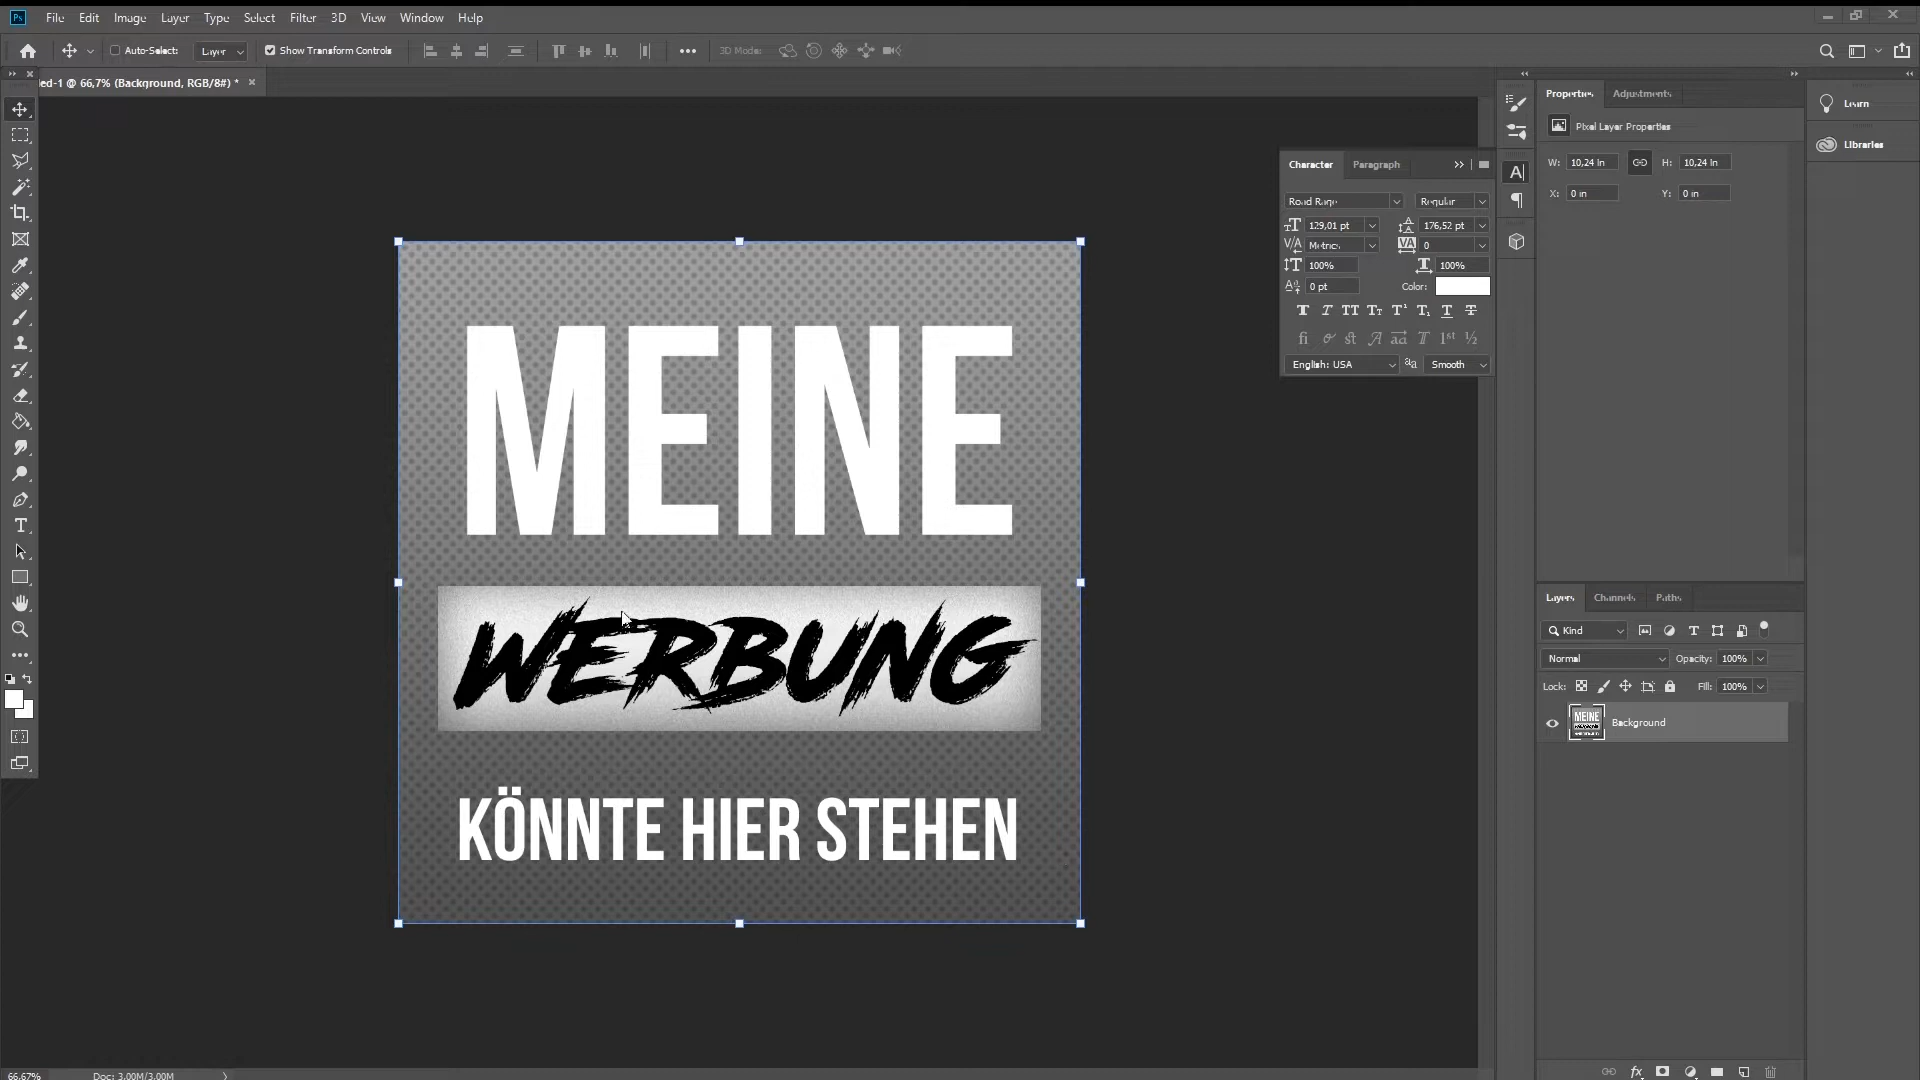 Ps File Edit Image Layer Type Select Filter 3D View Window Help
Auto-Select: Layer Show Transform Controls 3D Mode:
ed-1 @ 66,7% (Background, RGB/8#) * ×
Properties Adjustments
Learn
Pixel Layer Properties
Libraries
W: 10,24 in H: 10,24 in
X: 0 in Y: 0 in
Character Paragraph
Road Rage Regular
129,01 pt 176,52 pt
Metrics 0
100% 100%
0 pt Color:
English: USA Smooth
MEINE
WERBUNG
KÖNNTE HIER STEHEN
Layers Channels Paths
Kind
Normal Opacity: 100%
Lock: Fill: 100%
Background
66,67% Doc: 3,00M/3,00M